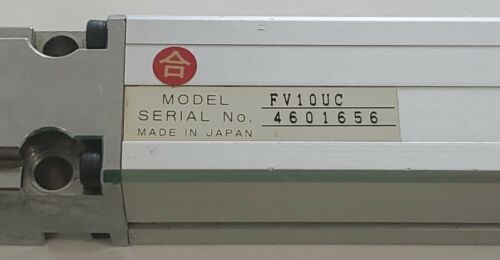 合
MODEL FV10UC
SERIAL No. 4601656
MADE IN JAPAN